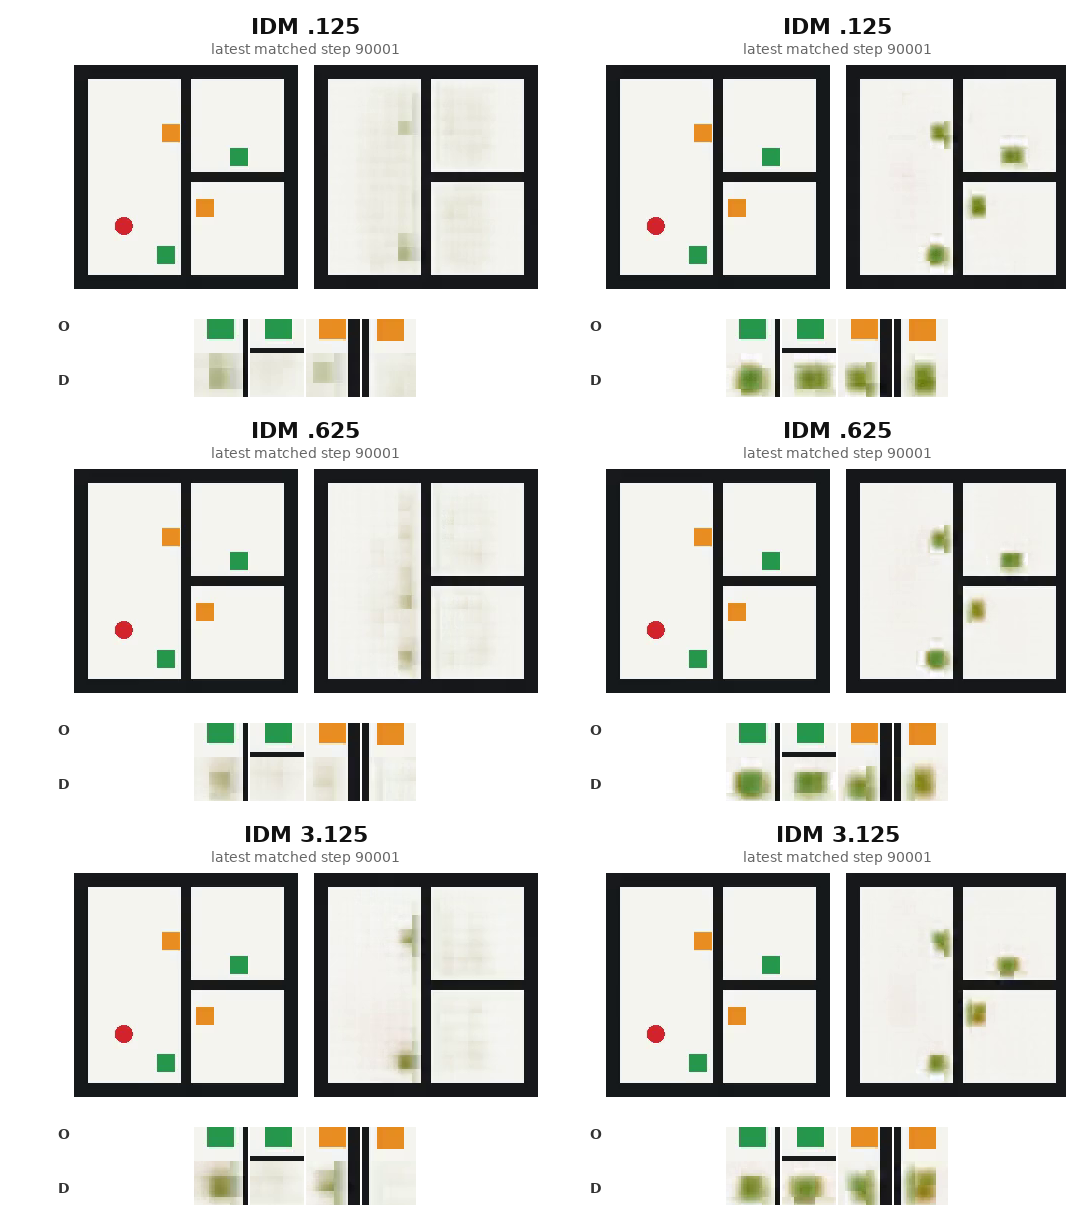 IDM .125
latest matched step 90001
IDM .125
latest matched step 90001
O
D
O
D
IDM .625
latest matched step 90001
IDM .625
latest matched step 90001
O
D
O
D
IDM 3.125
latest matched step 90001
IDM 3.125
latest matched step 90001
O
D
O
D